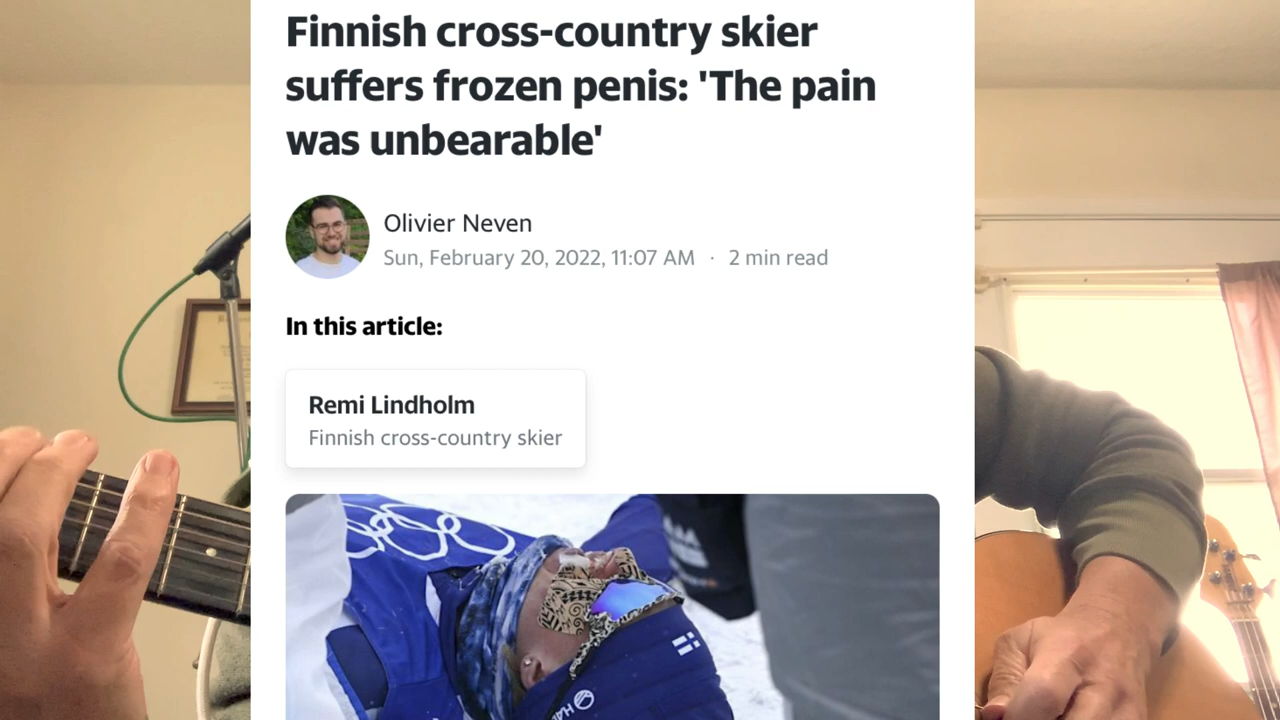 Finnish cross-country skier
suffers frozen penis: 'The pain
was unbearable'
Olivier Neven
Sun, February 20, 2022, 11:07 AM · 2 min read
In this article:
Remi Lindholm
Finnish cross-country skier